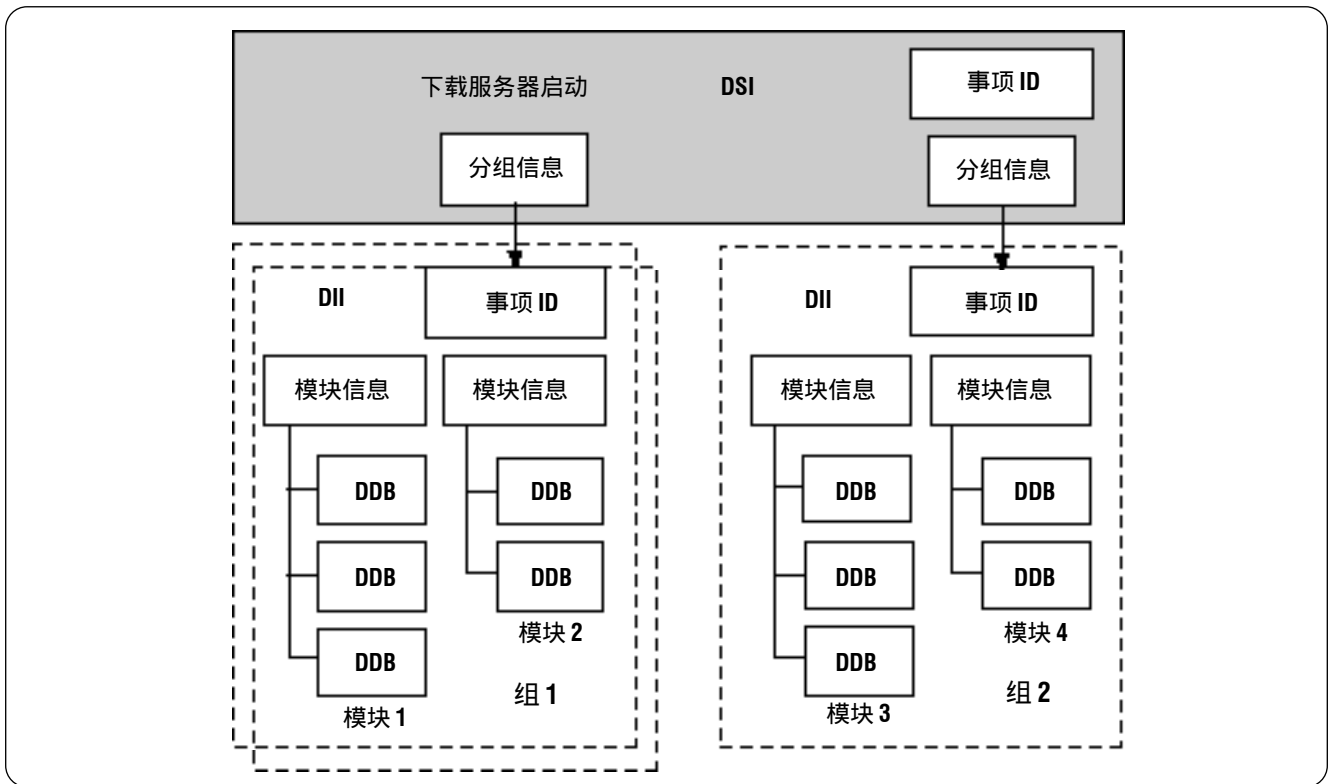 下载服务器启动
DSI
事项 ID
分组信息
分组信息
DII
事项 ID
模块信息
模块信息
DDB
DDB
DDB
DDB
DDB
模块 2
模块 1
组 1
DII
事项 ID
模块信息
模块信息
DDB
DDB
DDB
DDB
DDB
模块 4
模块 3
组 2